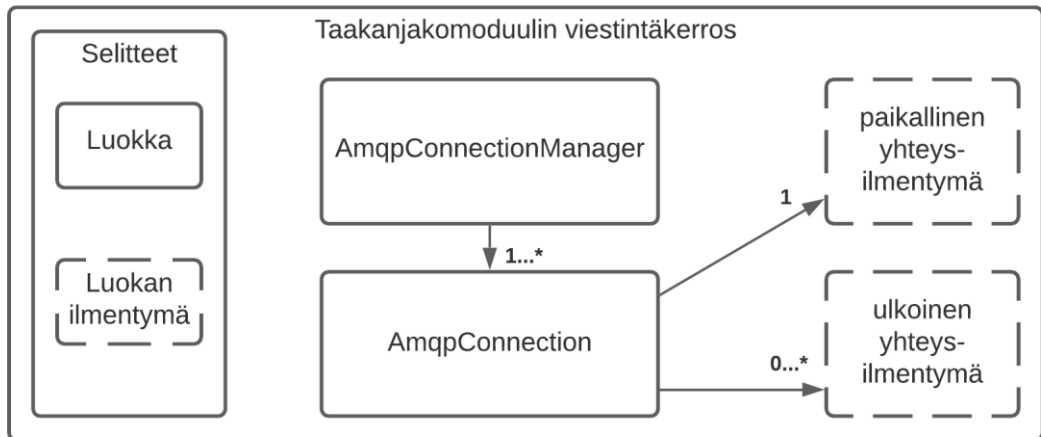 Taakanjakomoduulin viestintäkerros
Selitteet
Luokka
Luokan
ilmentymä
AmqpConnectionManager
1...*
AmqpConnection
1
paikallinen
yhteys-
ilmentymä
0...*
ulkoinen
yhteys-
ilmentymä